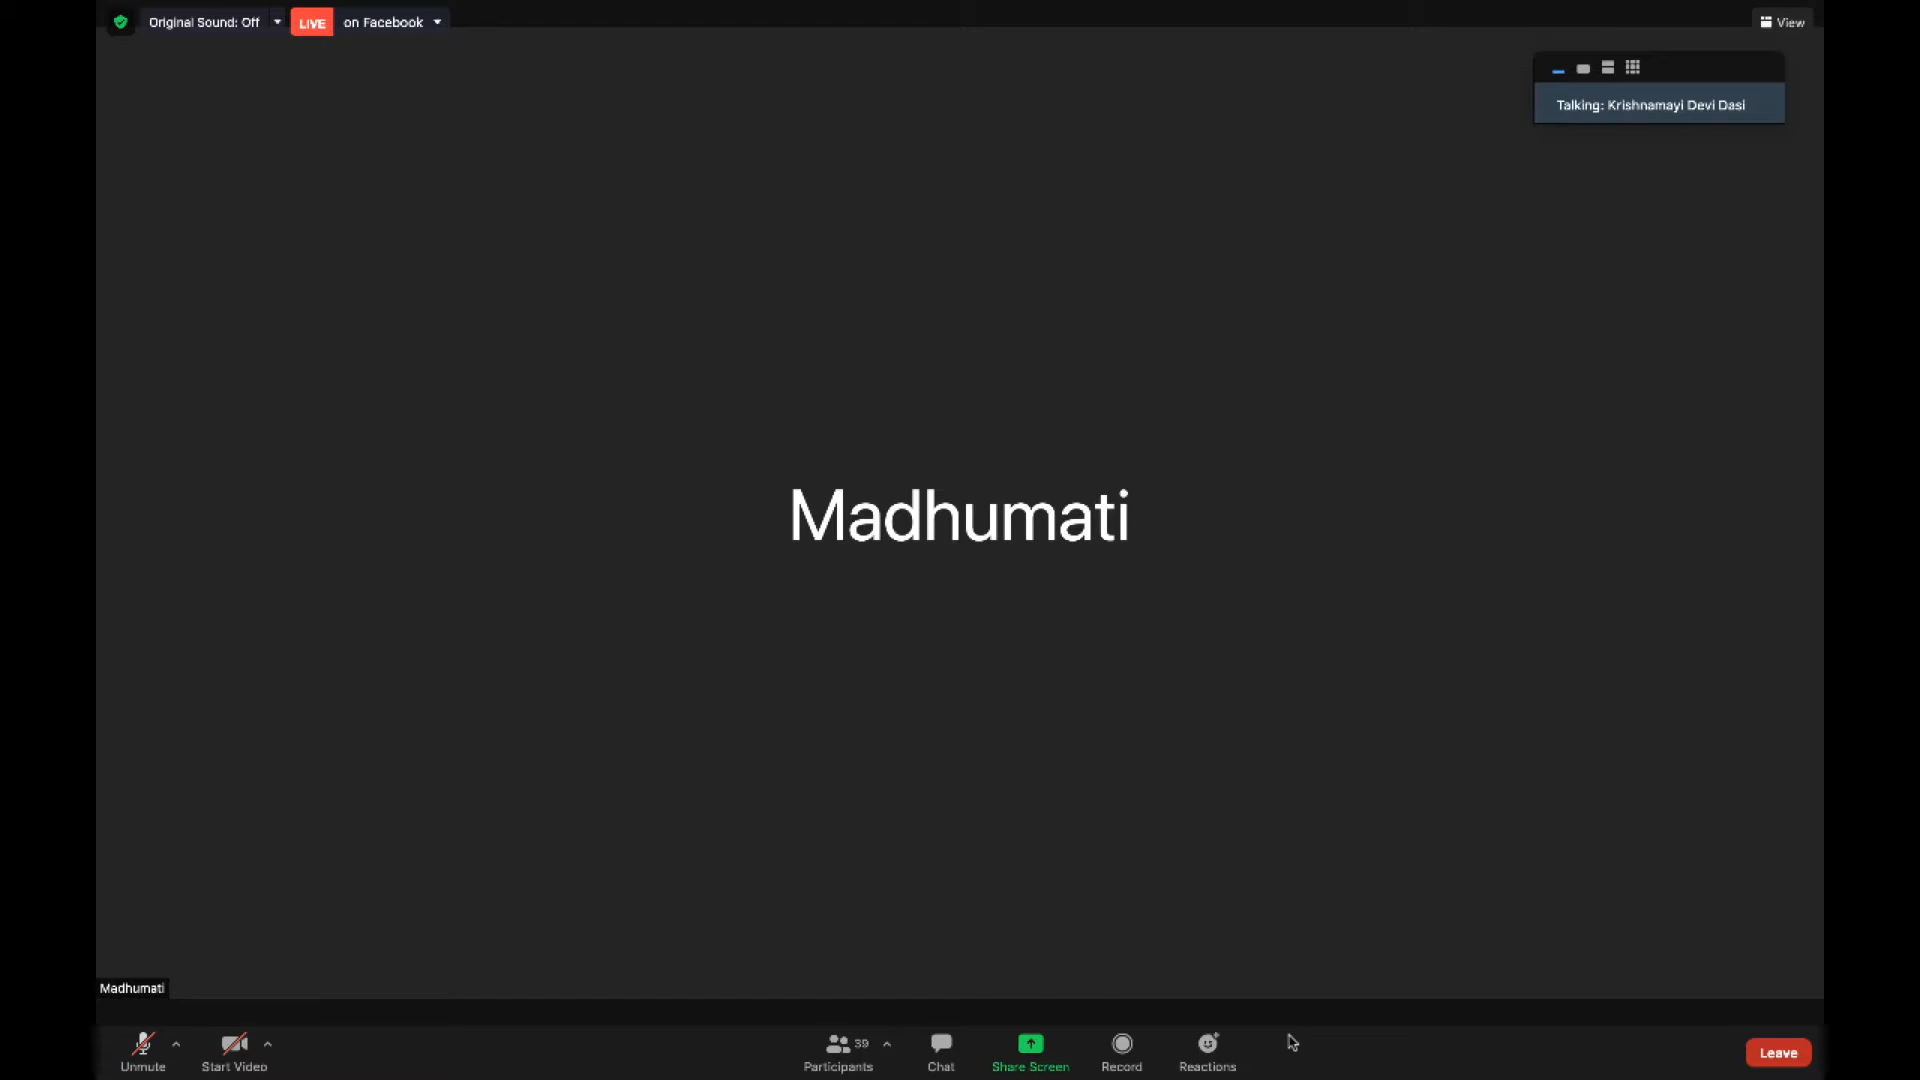 Original Sound: Off LIVE on Facebook View
Talking: Krishnamayi Devi Dasi
Madhumati
Madhumati
39
Unmute Start Video Participants Chat Share Screen Record Reactions Leave